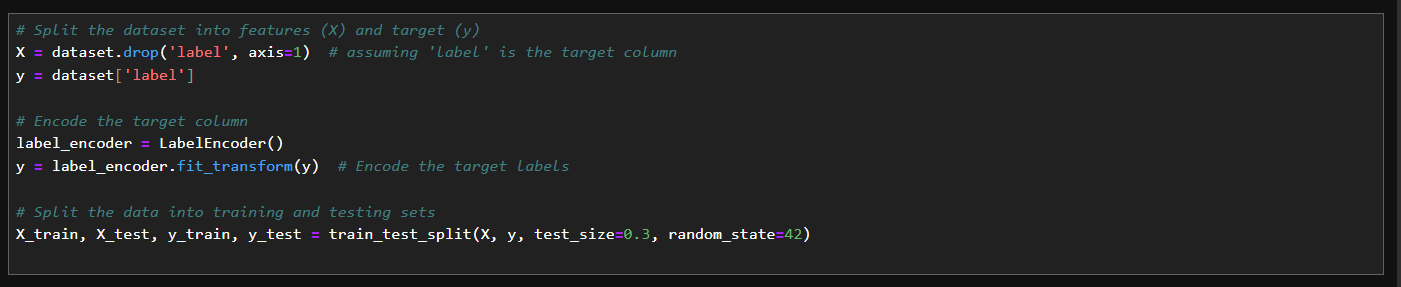 # Split the dataset into features (X) and target (y)
X = dataset.drop('label', axis=1)  # assuming 'label' is the target column
y = dataset['label']
# Encode the target column
label_encoder = LabelEncoder()
y = label_encoder.fit_transform(y)  # Encode the target labels
# Split the data into training and testing sets
X_train, X_test, y_train, y_test = train_test_split(X, y, test_size=0.3, random_state=42)